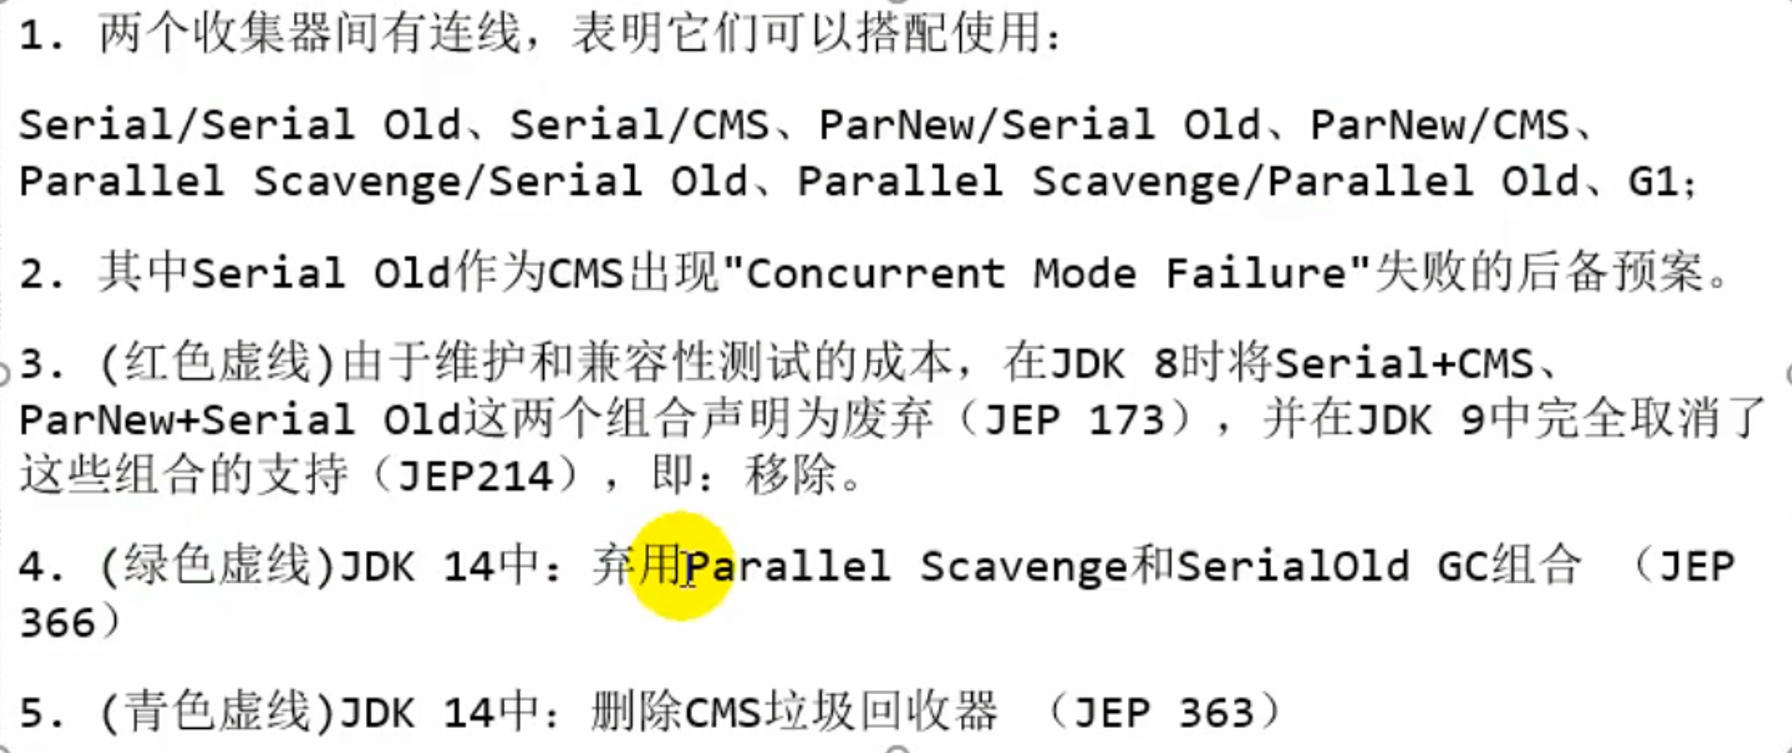 1. 两个收集器间有连线，表明它们可以搭配使用：
Serial/Serial Old、Serial/CMS、ParNew/Serial Old、ParNew/CMS、
Parallel Scavenge/Serial Old、Parallel Scavenge/Parallel Old、G1；
2. 其中Serial Old作为CMS出现"Concurrent Mode Failure"失败的后备预案。
3. (红色虚线)由于维护和兼容性测试的成本，在JDK 8时将Serial+CMS、
ParNew+Serial Old这两个组合声明为废弃（JEP 173），并在JDK 9中完全取消了
这些组合的支持（JEP214），即：移除。
4. (绿色虚线)JDK 14中：弃用Parallel Scavenge和SerialOld GC组合 （JEP
366）
5. (青色虚线)JDK 14中：删除CMS垃圾回收器 （JEP 363）